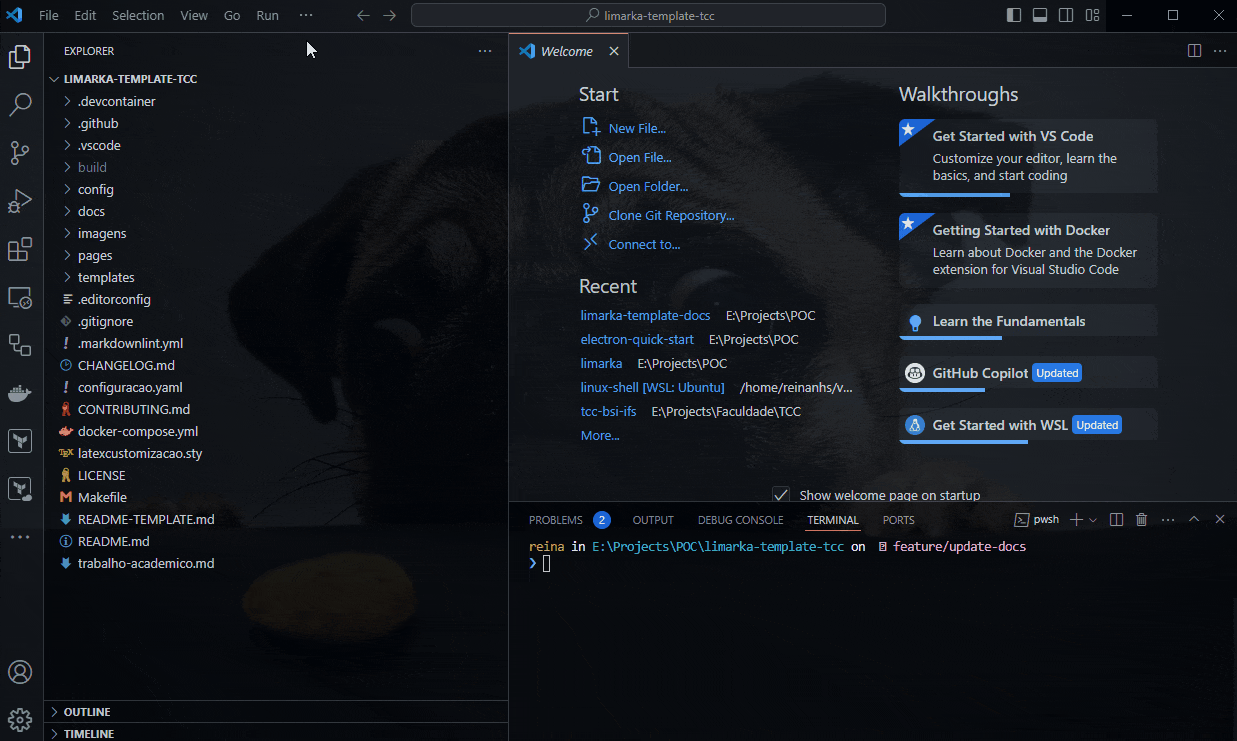 File Edit Selection View Go Run ...
limarka-template-tcc
EXPLORER
LIMARKA-TEMPLATE-TCC
.devcontainer
.github
.vscode
build
config
docs
imagens
pages
templates
.editorconfig
.gitignore
.markdownlint.yml
CHANGELOG.md
configuracao.yaml
CONTRIBUTING.md
docker-compose.yml
TEX latexcustomizacao.sty
LICENSE
Makefile
README-TEMPLATE.md
README.md
trabalho-academico.md
OUTLINE
TIMELINE
Welcome
Start
New File...
Open File...
Open Folder...
Clone Git Repository...
Connect to...
Recent
limarka-template-docs E:\Projects\POC
electron-quick-start E:\Projects\POC
limarka E:\Projects\POC
linux-shell [WSL: Ubuntu] /home/reinanhs/v...
tcc-bsi-ifs E:\Projects\Faculdade\TCC
More...
Walkthroughs
Get Started with VS Code
Customize your editor, learn the
basics, and start coding
Getting Started with Docker
Learn about Docker and the Docker
extension for Visual Studio Code
Learn the Fundamentals
GitHub Copilot Updated
Get Started with WSL Updated
Show welcome page on startup
PROBLEMS 2 OUTPUT DEBUG CONSOLE TERMINAL PORTS
pwsh
reina in E:\Projects\POC\limarka-template-tcc on feature/update-docs
❯